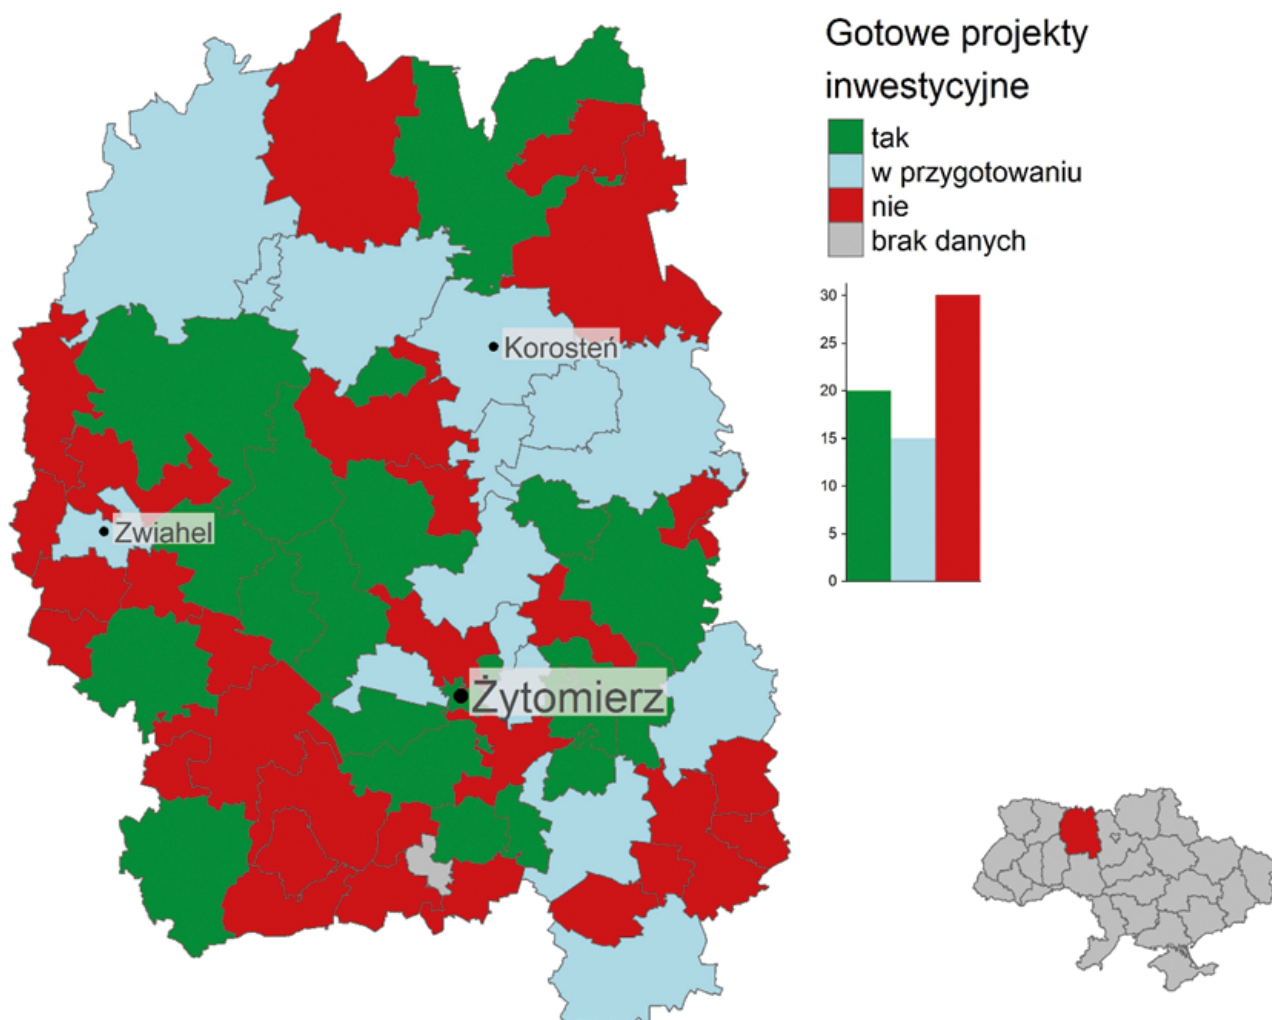 Gotowe projekty
inwestycyjne
tak
w przygotowaniu
nie
brak danych
30
25
20
15
10
5
0
Korosteń
Zwiahel
Żytomierz